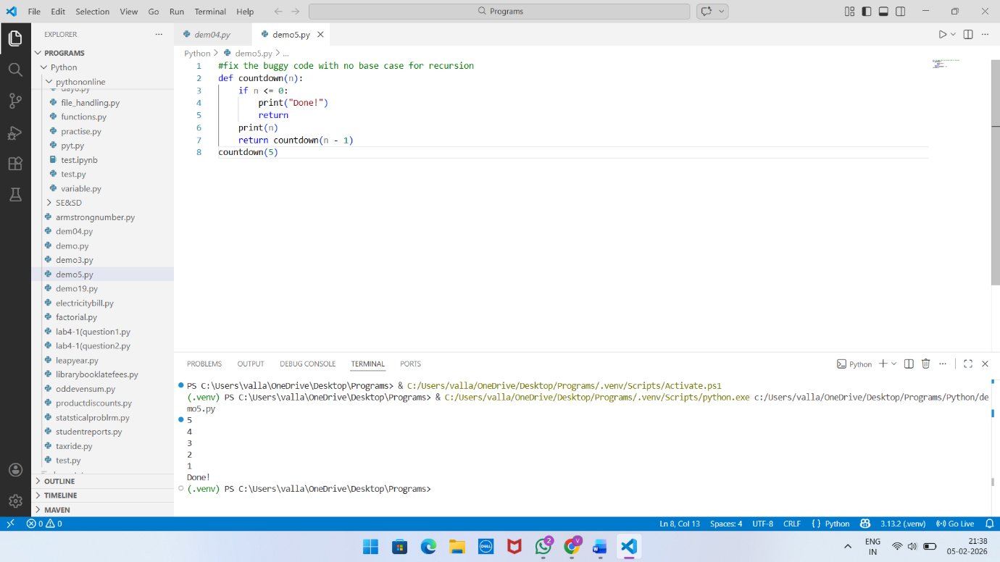 File Edit Selection View Go Run Terminal Help
Programs
EXPLORER
dem04.py
demo5.py
PROGRAMS
Python
pythononline
day6.py
file_handling.py
functions.py
practise.py
pyt.py
test.ipynb
test.py
variable.py
SE&SD
armstrongnumber.py
dem04.py
demo.py
demo3.py
demo5.py
demo19.py
electricitybill.py
factorial.py
lab4-1(question1.py
lab4-1(question2.py
leapyear.py
librarybooklatefees.py
oddevensum.py
productdiscounts.py
statsticalproblrm.py
studentreports.py
taxride.py
test.py
OUTLINE
TIMELINE
MAVEN
Python > demo5.py > ...
1 #fix the buggy code with no base case for recursion
2 def countdown(n):
3 if n <= 0:
4 print("Done!")
5 return
6 print(n)
7 return countdown(n - 1)
8 countdown(5)
PROBLEMS OUTPUT DEBUG CONSOLE TERMINAL PORTS
Python
PS C:\Users\valla\OneDrive\Desktop\Programs> & C:/Users/valla/OneDrive/Desktop/Programs/.venv/Scripts/Activate.ps1
(.venv) PS C:\Users\valla\OneDrive\Desktop\Programs> & C:/Users/valla/OneDrive/Desktop/Programs/.venv/Scripts/python.exe c:/Users/valla/OneDrive/Desktop/Programs/Python/de
mo5.py
5
4
3
2
1
Done!
(.venv) PS C:\Users\valla\OneDrive\Desktop\Programs>
0 0 Ln 8, Col 13 Spaces: 4 UTF-8 CRLF {} Python 3.13.2 (.venv) Go Live
DELL
2
V
W
ENG
IN
21:38
05-02-2026